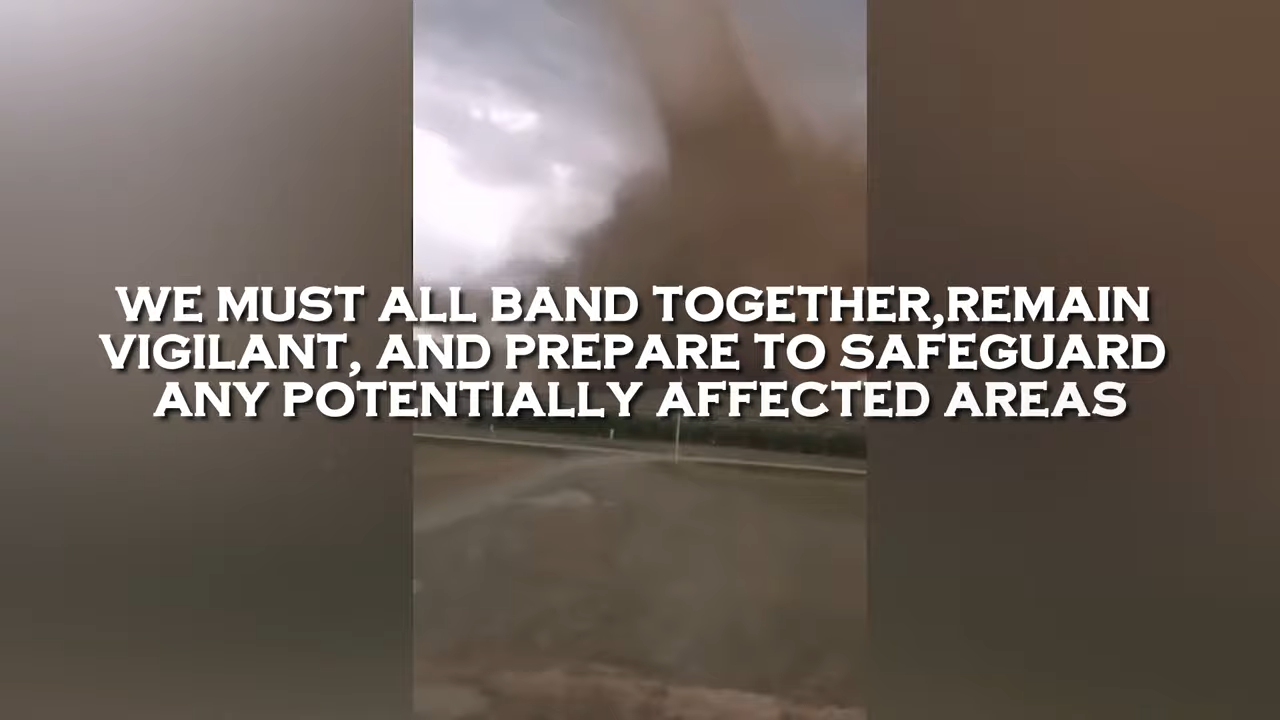 WE MUST ALL BAND TOGETHER,REMAIN
VIGILANT, AND PREPARE TO SAFEGUARD
ANY POTENTIALLY AFFECTED AREAS